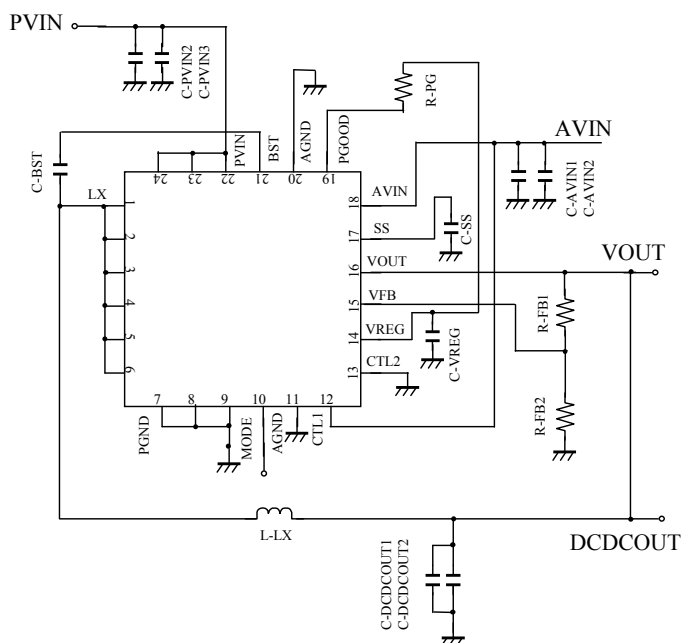 PVIN
C-PVIN2
C-PVIN3
R-PG
AVIN
C-AVIN1
C-AVIN2
C-BST
PVIN
BST
AGND
PGOOD
24
23
22
21
20
19
LX
1
2
3
4
5
6
18
17
16
15
14
13
AVIN
SS
C-SS
VOUT
VFB
VREG
C-VREG
CTL2
VOUT
R-FB1
R-FB2
7
8
9
10
11
12
PGND
MODE
AGND
CTL1
L-LX
DCDCOUT
C-DCDCOUT1
C-DCDCOUT2